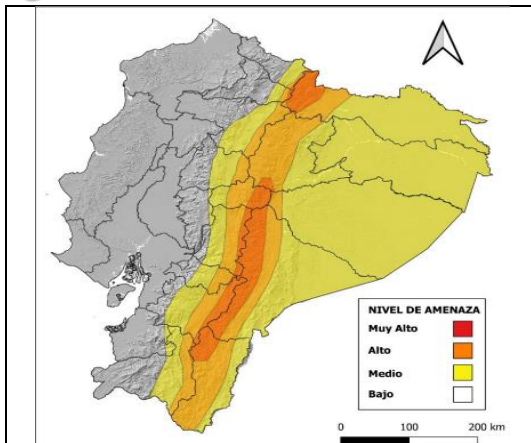 NIVEL DE AMENAZA
Muy Alto
Alto
Medio
Bajo
0 100 200 km